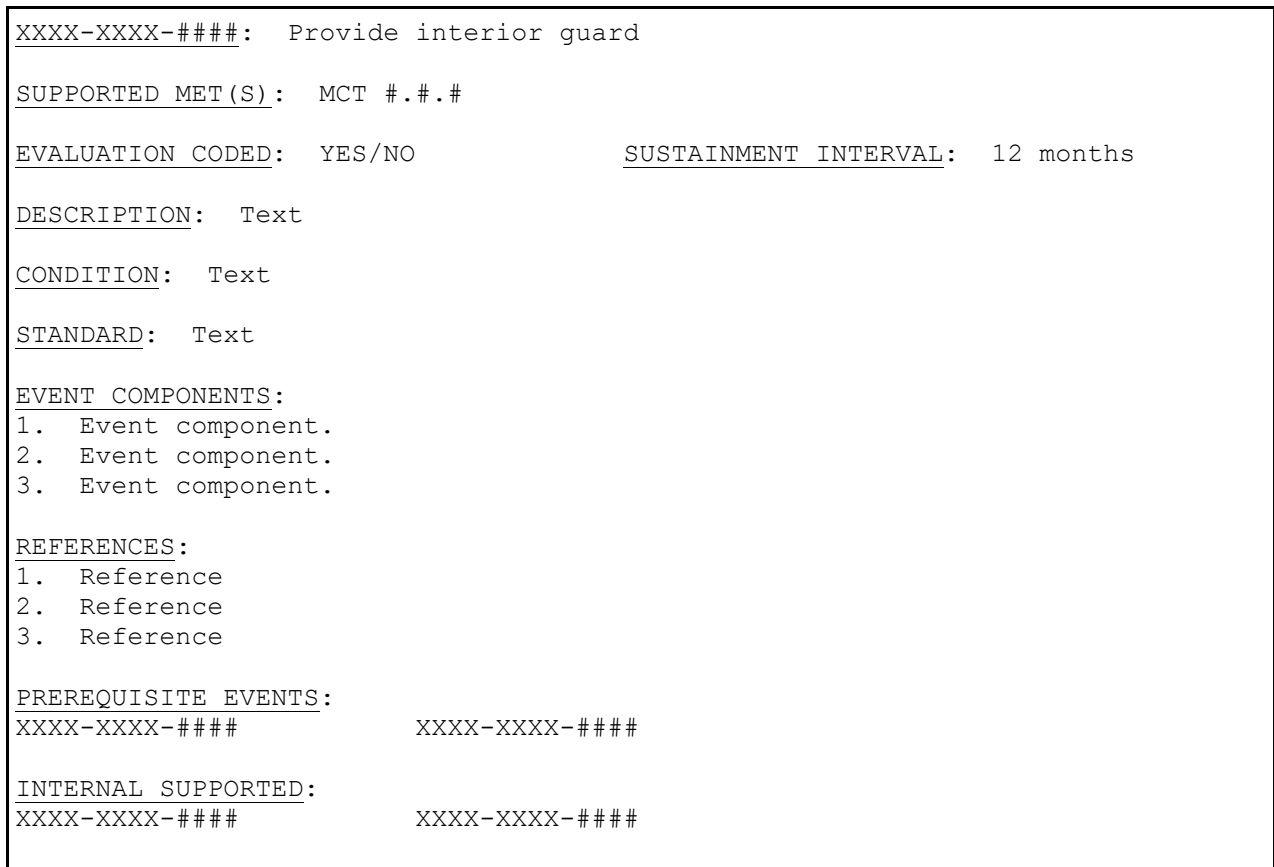 XXXX-XXXX-####: Provide interior guard
SUPPORTED MET(S): MCT #.#.#
EVALUATION CODED: YES/NO SUSTAINMENT INTERVAL: 12 months
DESCRIPTION: Text
CONDITION: Text
STANDARD: Text
EVENT COMPONENTS:
1. Event component.
2. Event component.
3. Event component.
REFERENCES:
1. Reference
2. Reference
3. Reference
PREREQUISITE EVENTS:
XXXX-XXXX-#### XXXX-XXXX-####
INTERNAL SUPPORTED:
XXXX-XXXX-#### XXXX-XXXX-####